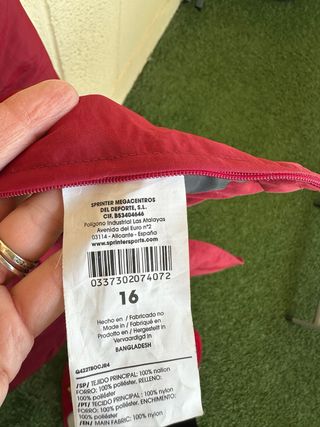 SPRINTER MEGACENTROS
DEL DEPORTE, S.L.
CIF. B53404646
Polígono Industrial Las Atalayas
Avenida del Euro nº2
03114 - Alicante - España
www.sprintersports.com
0337302074072
16
Hecho en / Fabricado no
Made in / Fabriqué en
Prodotto en / Hergestelt in
Vervaardigd in
BANGLADESH
/SP/ TEJIDO PRINCIPAL: 100% nailon
FORRO: 100% poliéster, RELLENO:
100% poliéster.
/PT/ TECIDO PRINCIPAL: 100% nylon
FORRO: 100% poliéster, ENCHIMENTO:
100% poliéster.
/EN/ MAIN FABRIC: 100% nylon